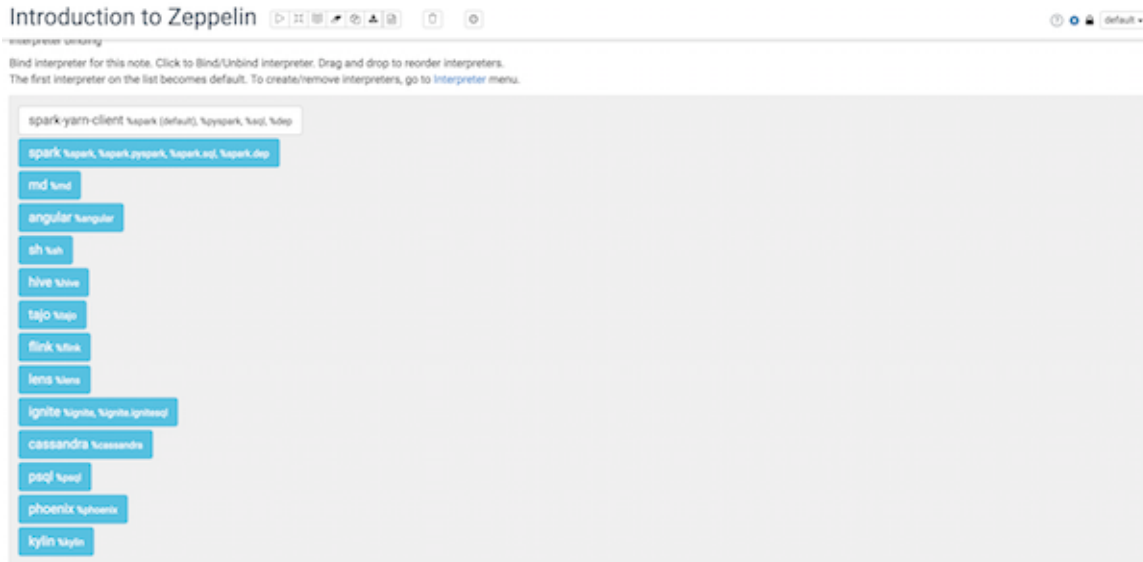 Introduction to Zeppelin
default
Interpreter binding
Bind interpreter for this note. Click to Bind/Unbind interpreter. Drag and drop to reorder interpreters.
The first interpreter on the list becomes default. To create/remove interpreters, go to Interpreter menu.
spark-yarn-client %spark (default), %pyspark, %sql, %dep
spark %spark, %spark.pyspark, %spark.sql, %spark.dep
md %md
angular %angular
sh %sh
hive %hive
tajo %tajo
flink %flink
lens %lens
ignite %ignite, %ignite.ignitesql
cassandra %cassandra
psql %psql
phoenix %phoenix
kylin %kylin